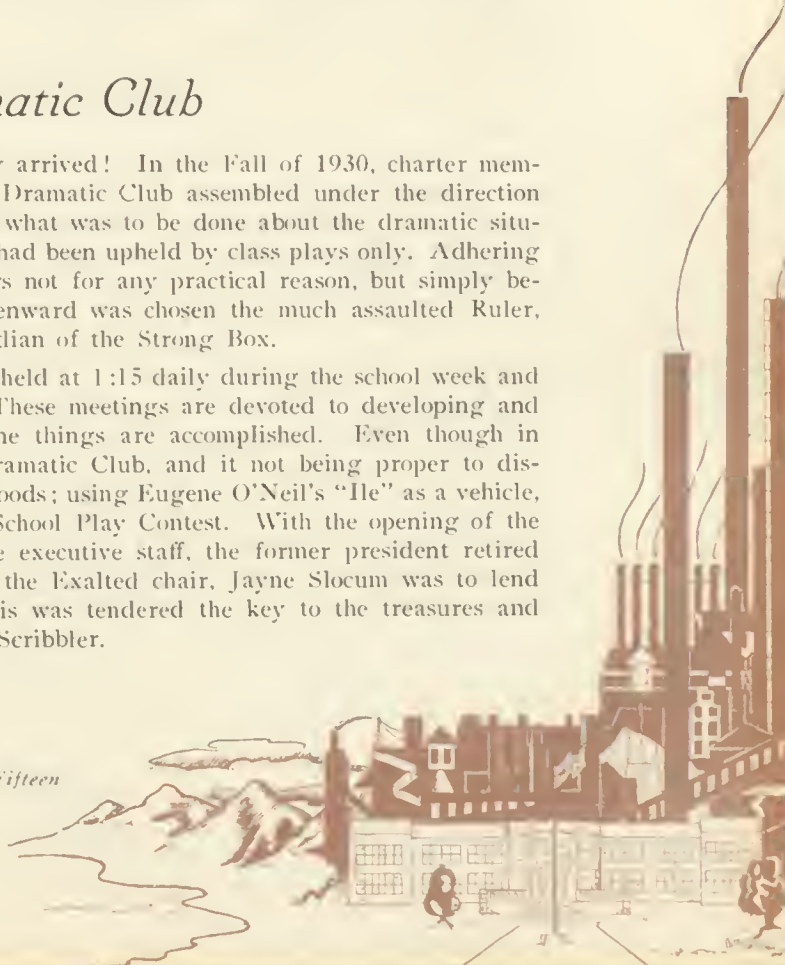 matic Club
arrived! In the Fall of 1930, charter mem-
Dramatic Club assembled under the direction
what was to be done about the dramatic situ-
had been upheld by class plays only. Adhering
not for any practical reason, but simply be-
enward was chosen the much assaulted Ruler,
dian of the Strong Box.
held at 1:15 daily during the school week and
These meetings are devoted to developing and
things are accomplished. Even though in
ramatic Club, and it not being proper to dis-
oods; using Eugene O'Neil's "Ile" as a vehicle,
School Play Contest. With the opening of the
executive staff, the former president retired
the Exalted chair, Jayne Slocum was to lend
is was tendered the key to the treasures and
Scribbler.
fifteen